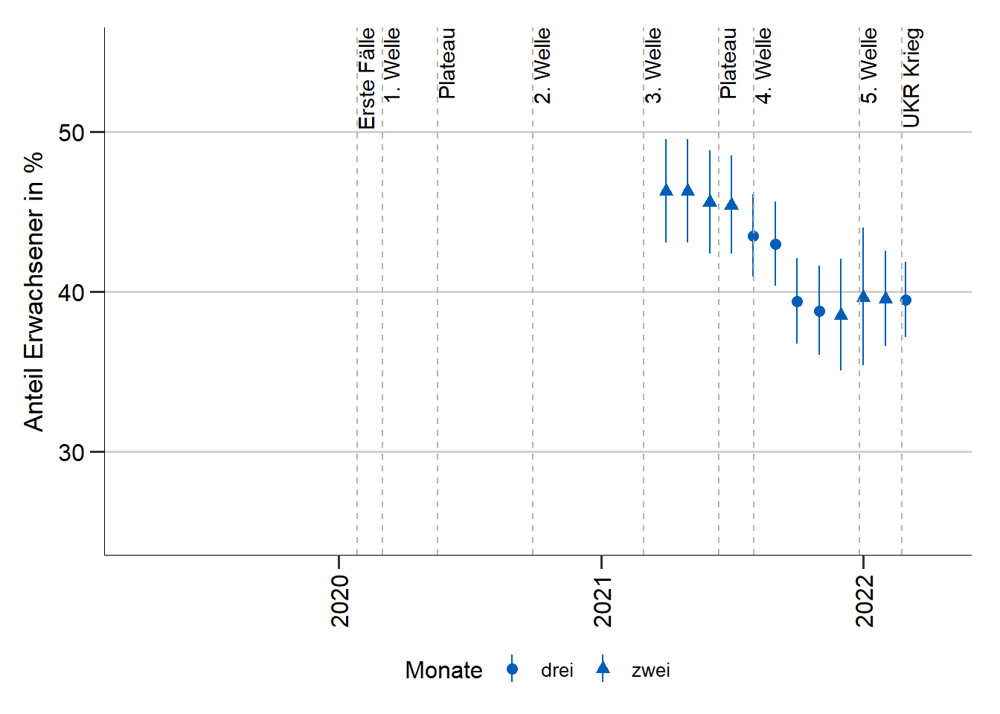 Erste Fälle
1. Welle
Plateau
2. Welle
3. Welle
Plateau
4. Welle
5. Welle
UKR Krieg
Anteil Erwachsener in %
50
40
30
2020
2021
2022
Monate drei zwei